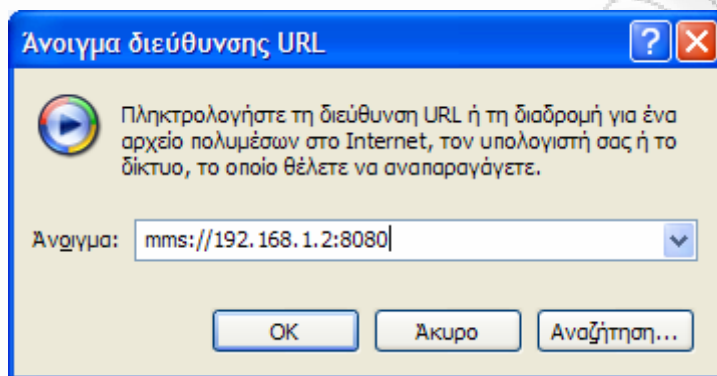 Άνοιγμα διεύθυνσης URL
Πληκτρολογήστε τη διεύθυνση URL ή τη διαδρομή για ένα
αρχείο πολυμέσων στο Internet, τον υπολογιστή σας ή το
δίκτυο, το οποίο θέλετε να αναπαραγάγετε.
Άνοιγμα: mms://192.168.1.2:8080
OK Άκυρο Αναζήτηση...